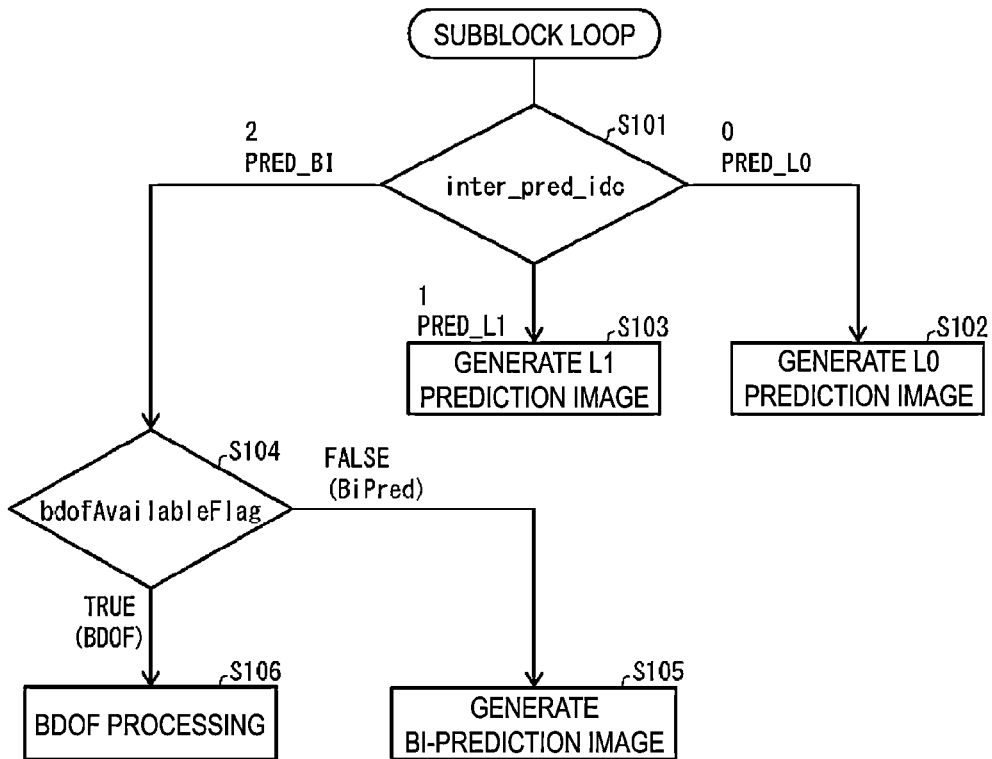 SUBBLOCK LOOP
S101
2
PRED_BI
0
PRED_L0
inter_pred_idc
1
PRED_L1
S103
GENERATE L1
PREDICTION IMAGE
S102
GENERATE L0
PREDICTION IMAGE
S104
bdofAvailableFlag
FALSE
(BiPred)
TRUE
(BDOF)
S106
BDOF PROCESSING
S105
GENERATE
BI-PREDICTION IMAGE